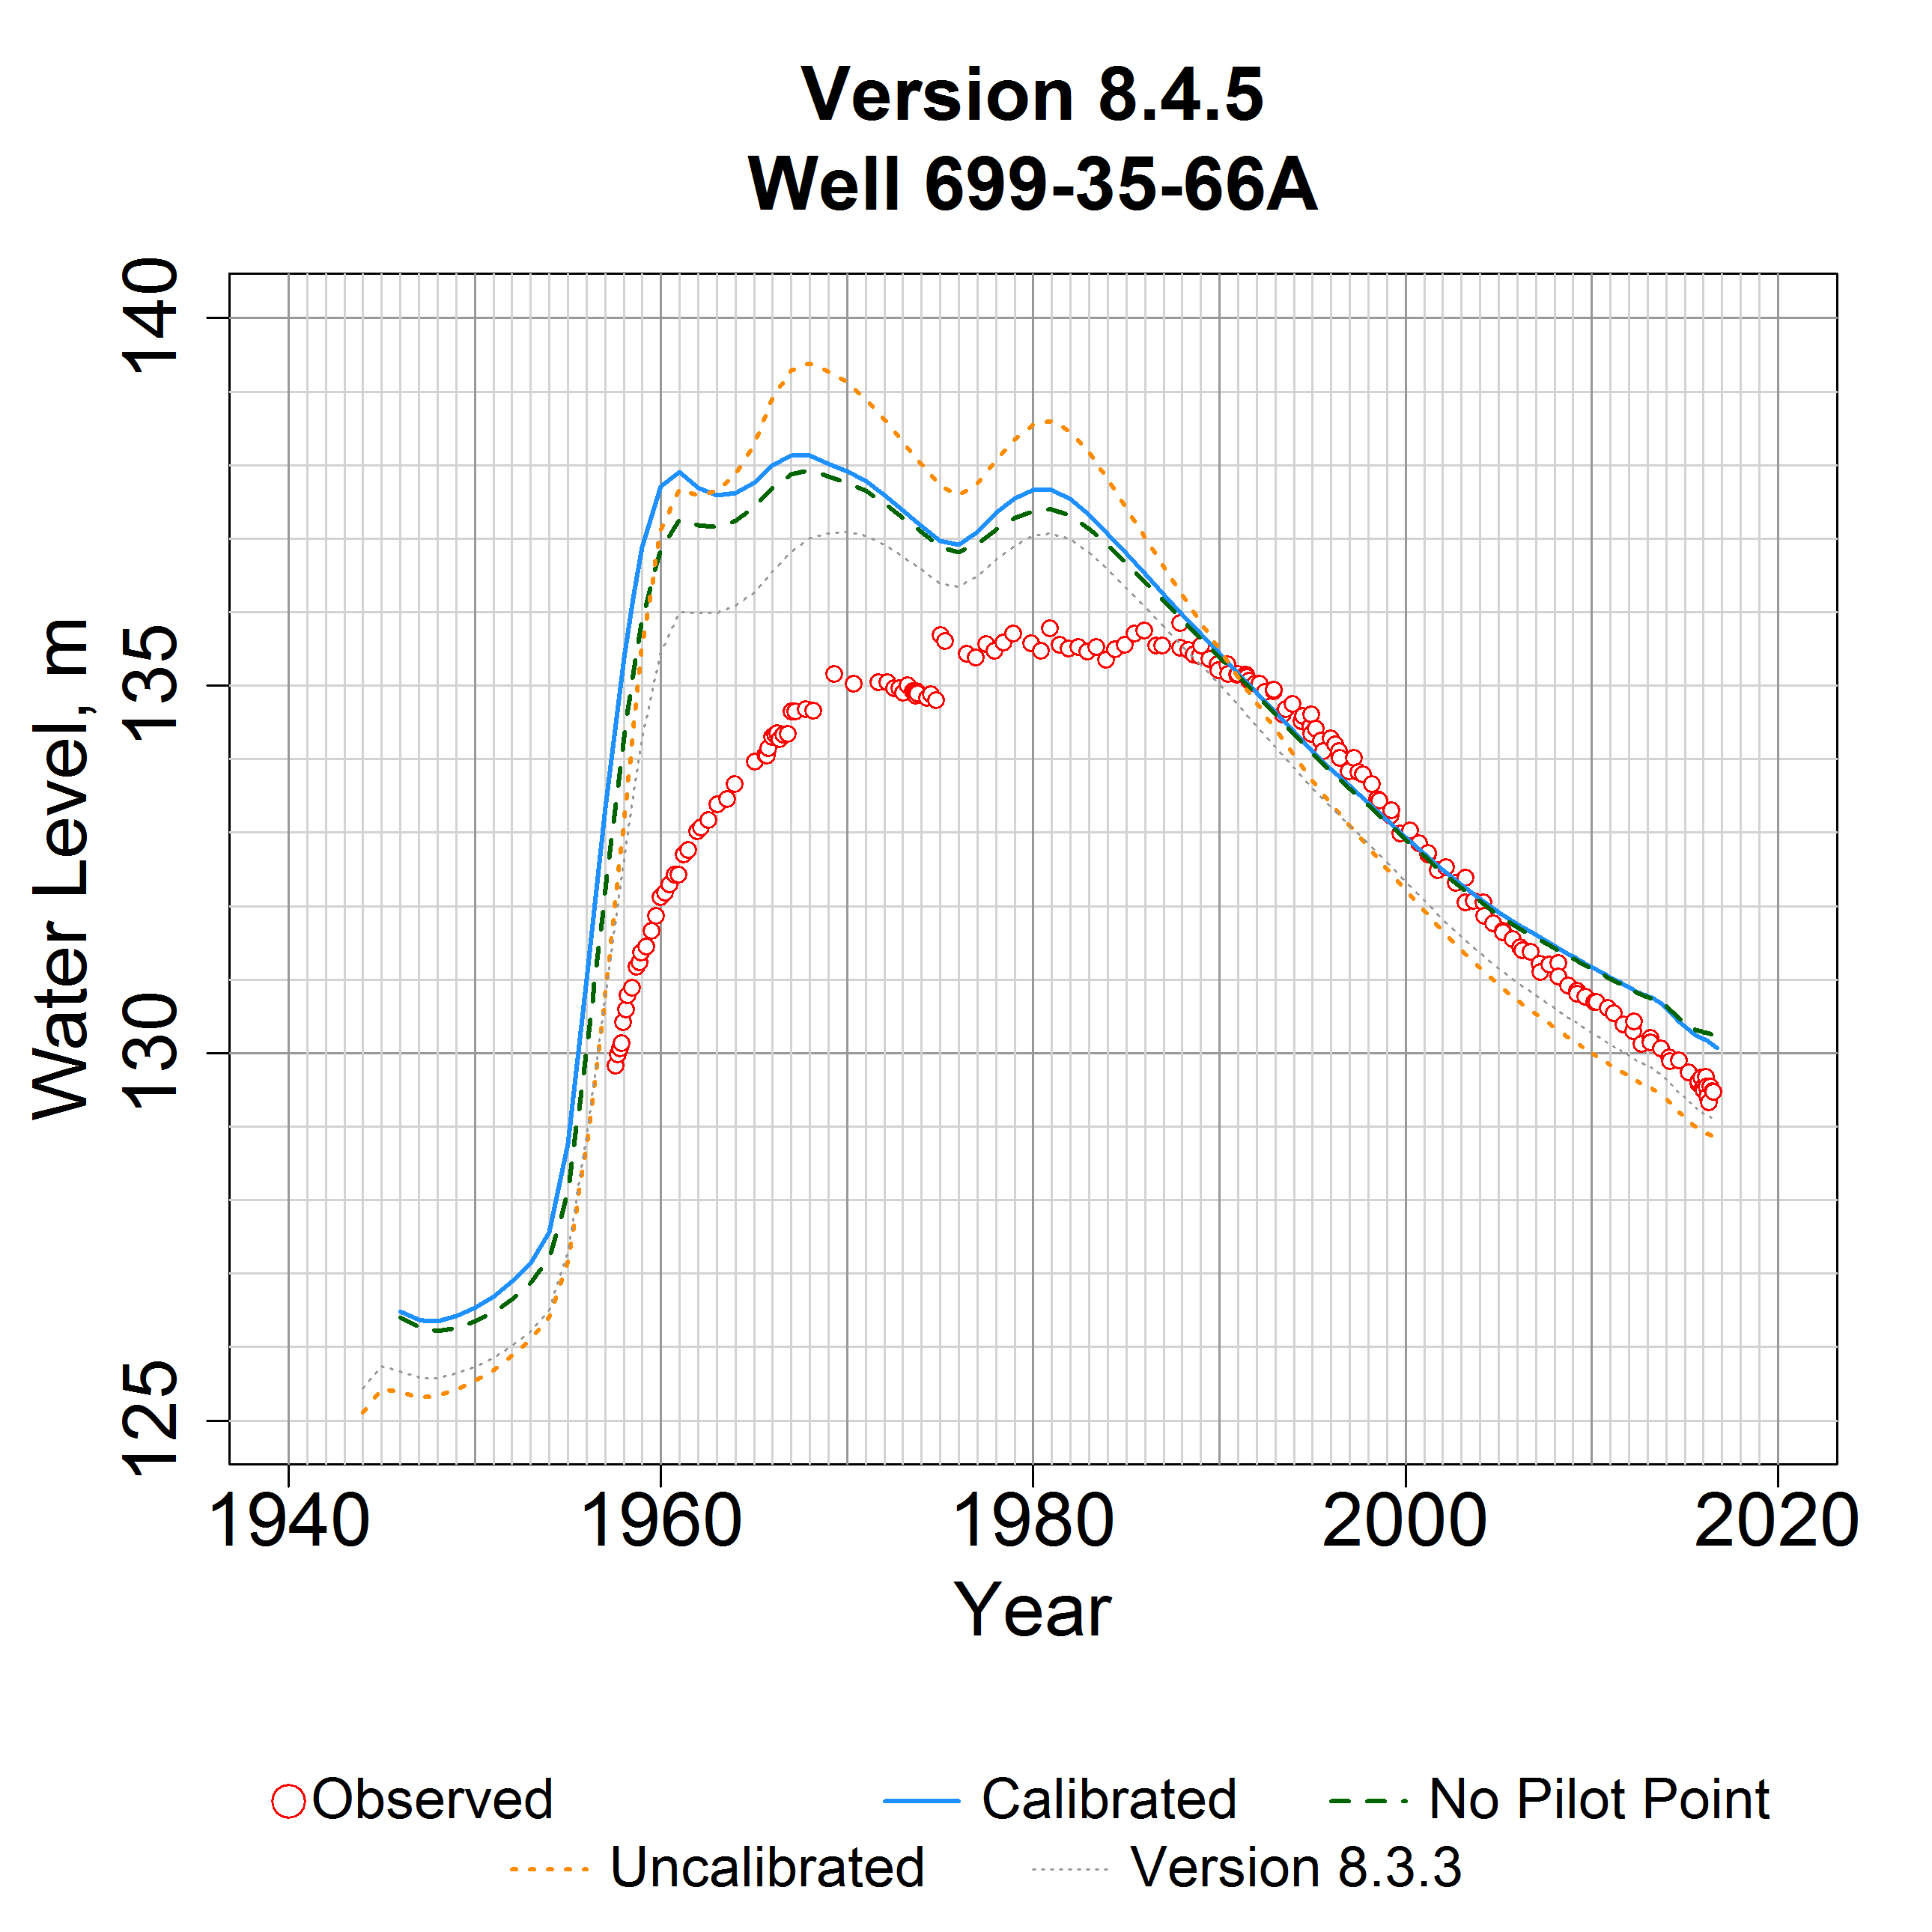 Version 8.4.5
Well 699-35-66A
Water Level, m
140
135
130
125
1940 1960 1980 2000 2020
Year
Observed Calibrated No Pilot Point
Uncalibrated Version 8.3.3